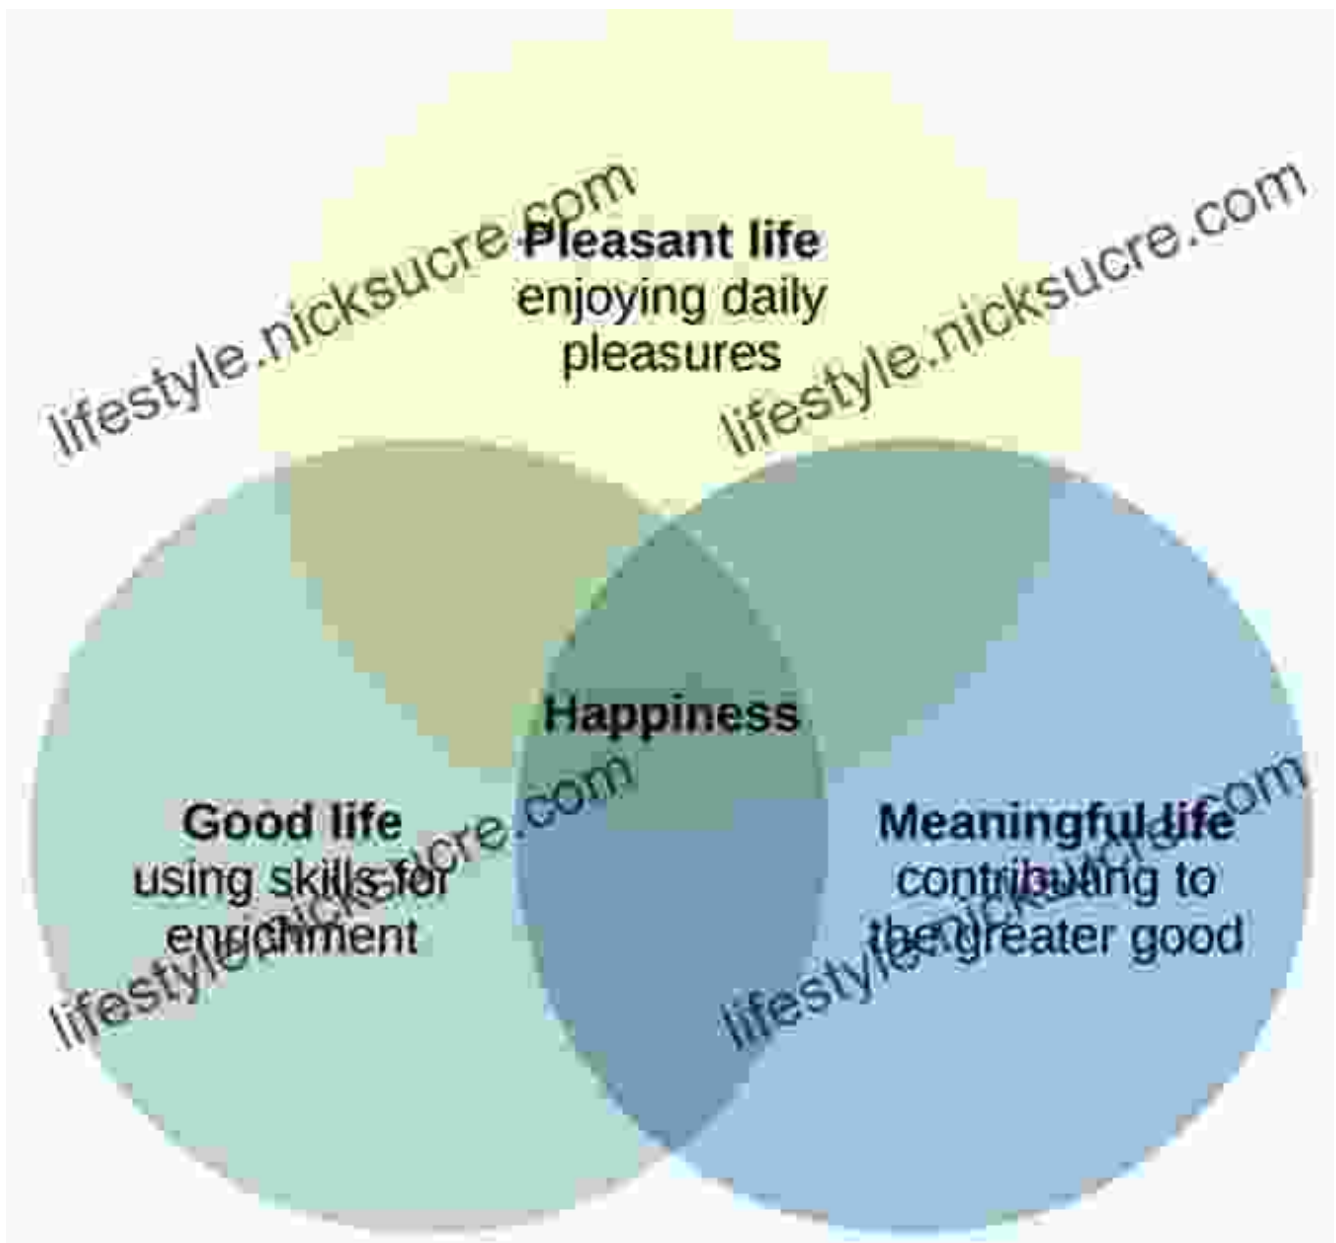 lifestyle.nicksucre.com
lifestyle.nicksucre.com
Pleasant life
enjoying daily
pleasures
Happiness
Good life
using skills for
enrichment
Meaningful life
contributing to
the greater good
lifestyle.nicksucre.com
lifestyle.nicksucre.com